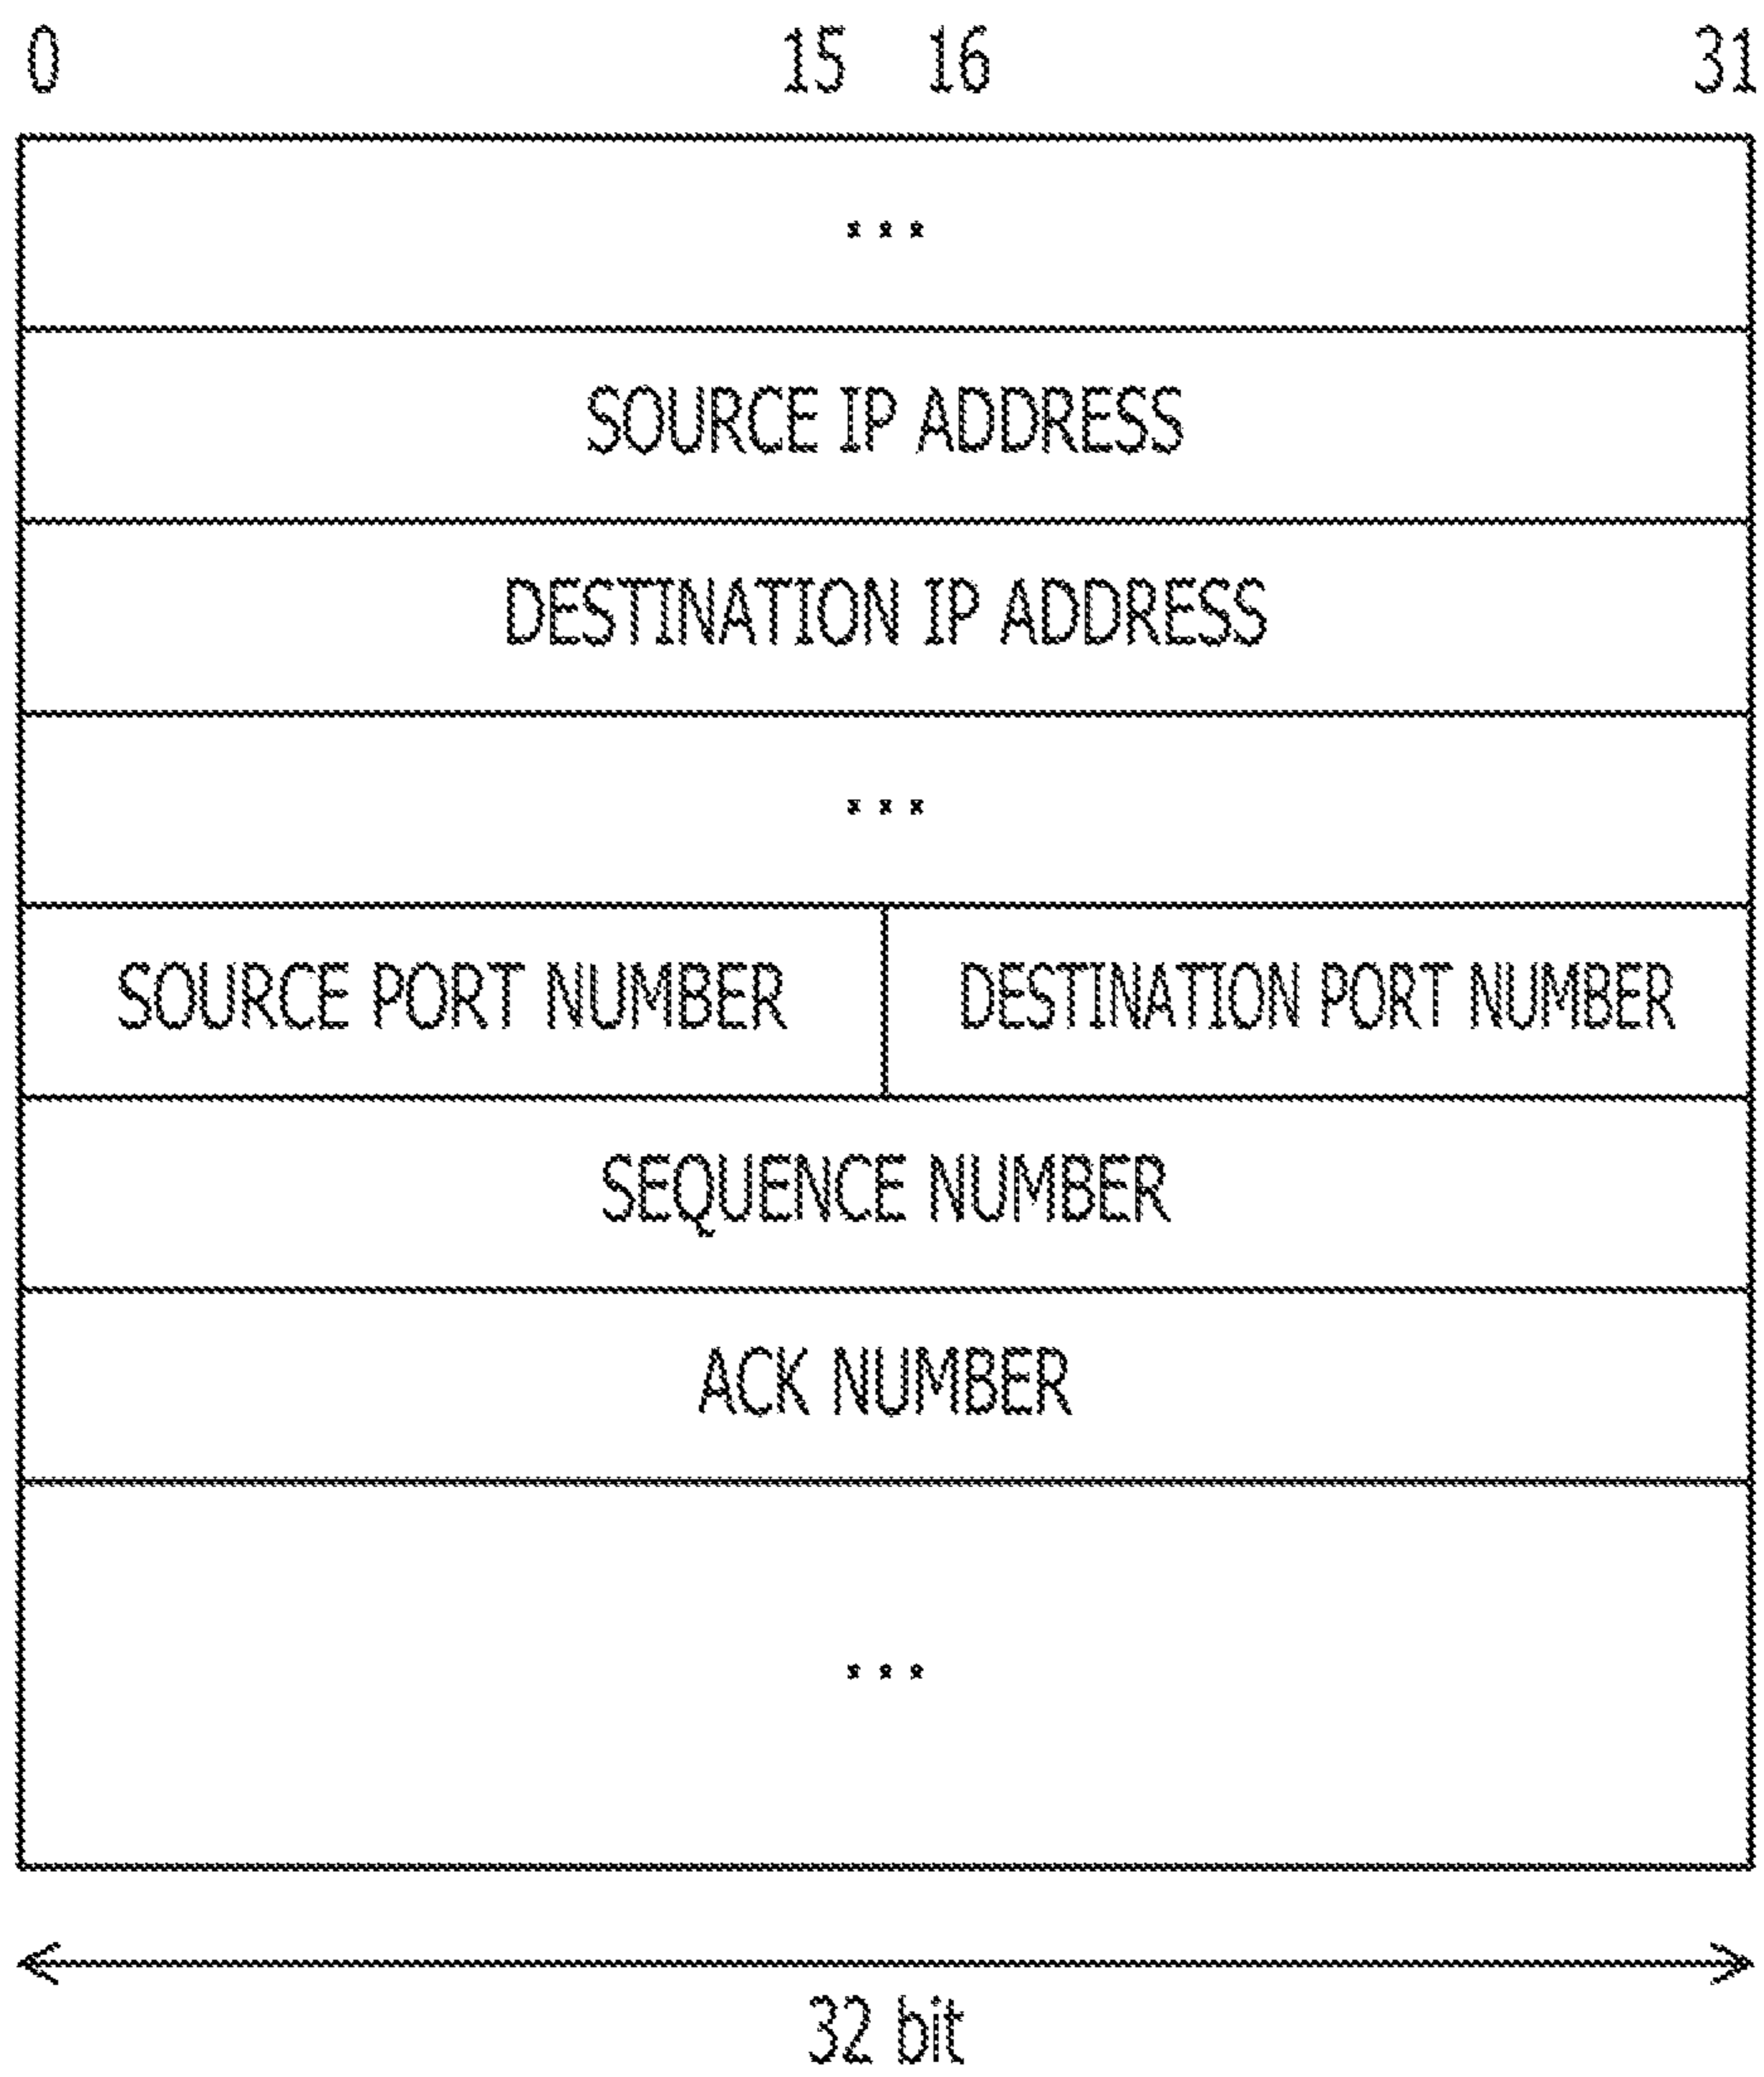 0 15 16 31
...
SOURCE IP ADDRESS
DESTINATION IP ADDRESS
...
SOURCE PORT NUMBER DESTINATION PORT NUMBER
SEQUENCE NUMBER
ACK NUMBER
...
32 bit